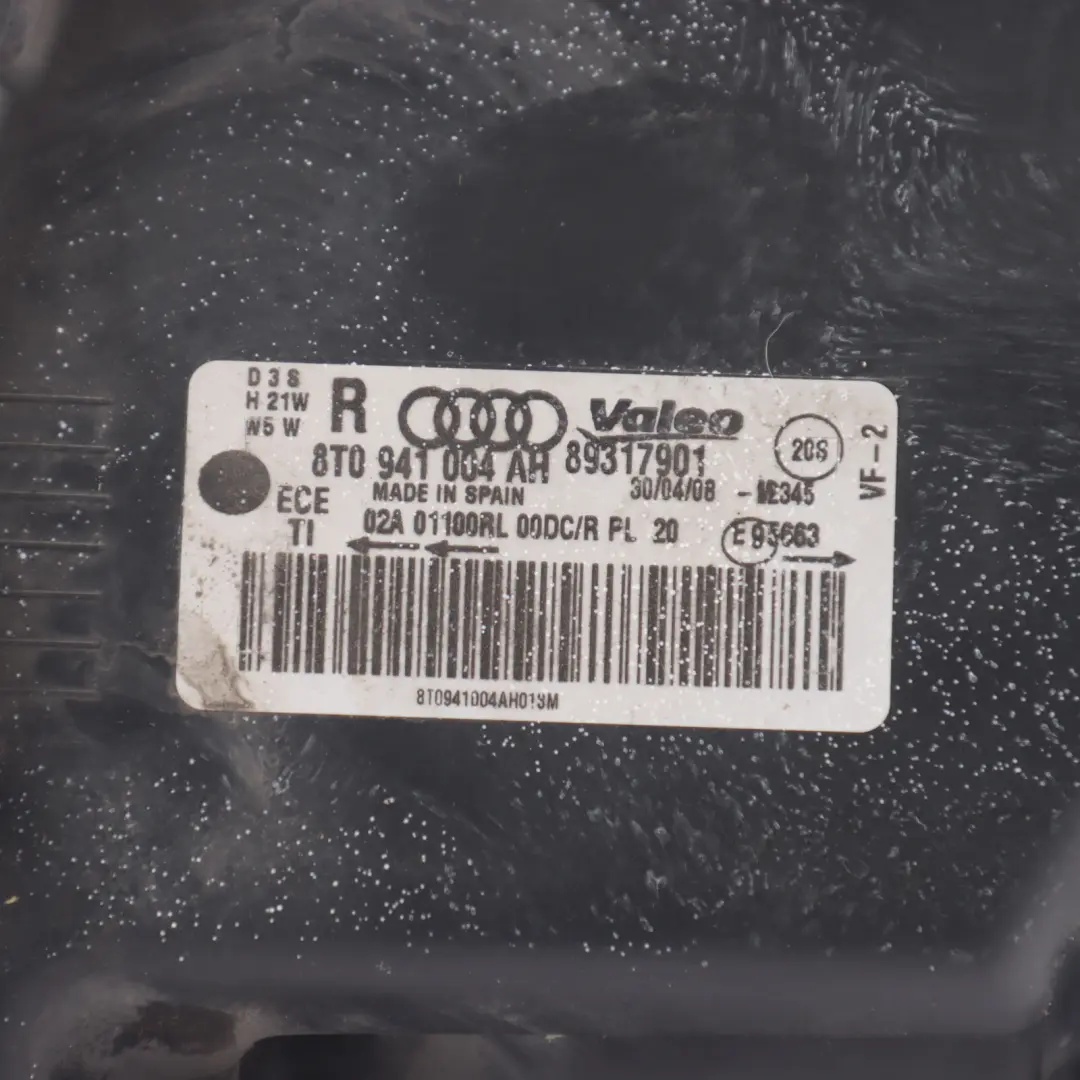 D3S
H21W
W5W
R
Valeo
8T0 941 004 AH 89317901
20S
VF-2
MADE IN SPAIN
30/04/08
ECE
TI
02A 01100RL 00DC/R PL 20
8T0941004AH01SM